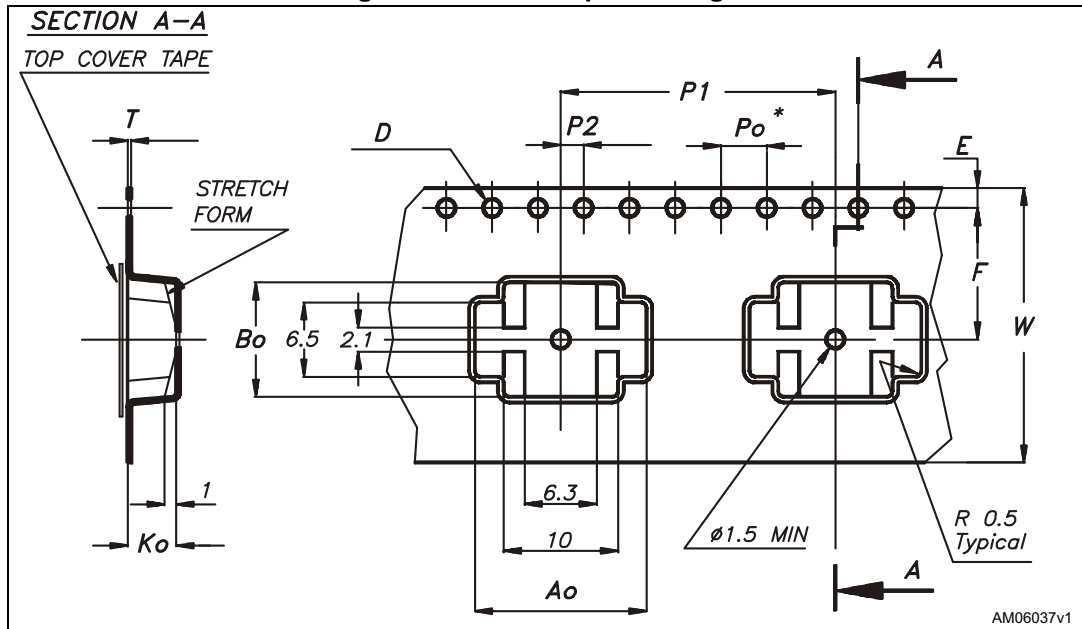 SECTION A-A
TOP COVER TAPE
T
STRETCH
FORM
1
Ko
D
P1
P2
Po *
A
E
F
W
Bo
6.5
2.1
6.3
10
Ao
ø1.5 MIN
R 0.5
Typical
A
AM06037v1